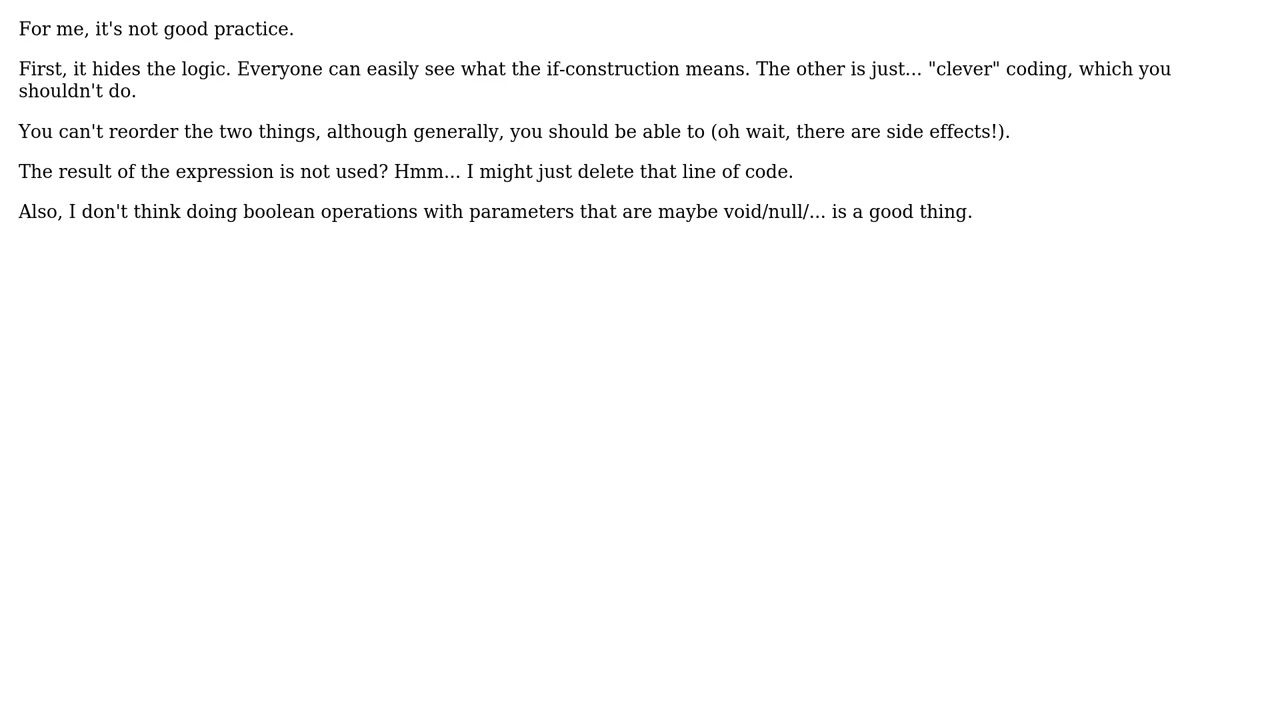 For me, it's not good practice.
First, it hides the logic. Everyone can easily see what the if-construction means. The other is just... "clever" coding, which you
shouldn't do.
You can't reorder the two things, although generally, you should be able to (oh wait, there are side effects!).
The result of the expression is not used? Hmm... I might just delete that line of code.
Also, I don't think doing boolean operations with parameters that are maybe void/null/... is a good thing.